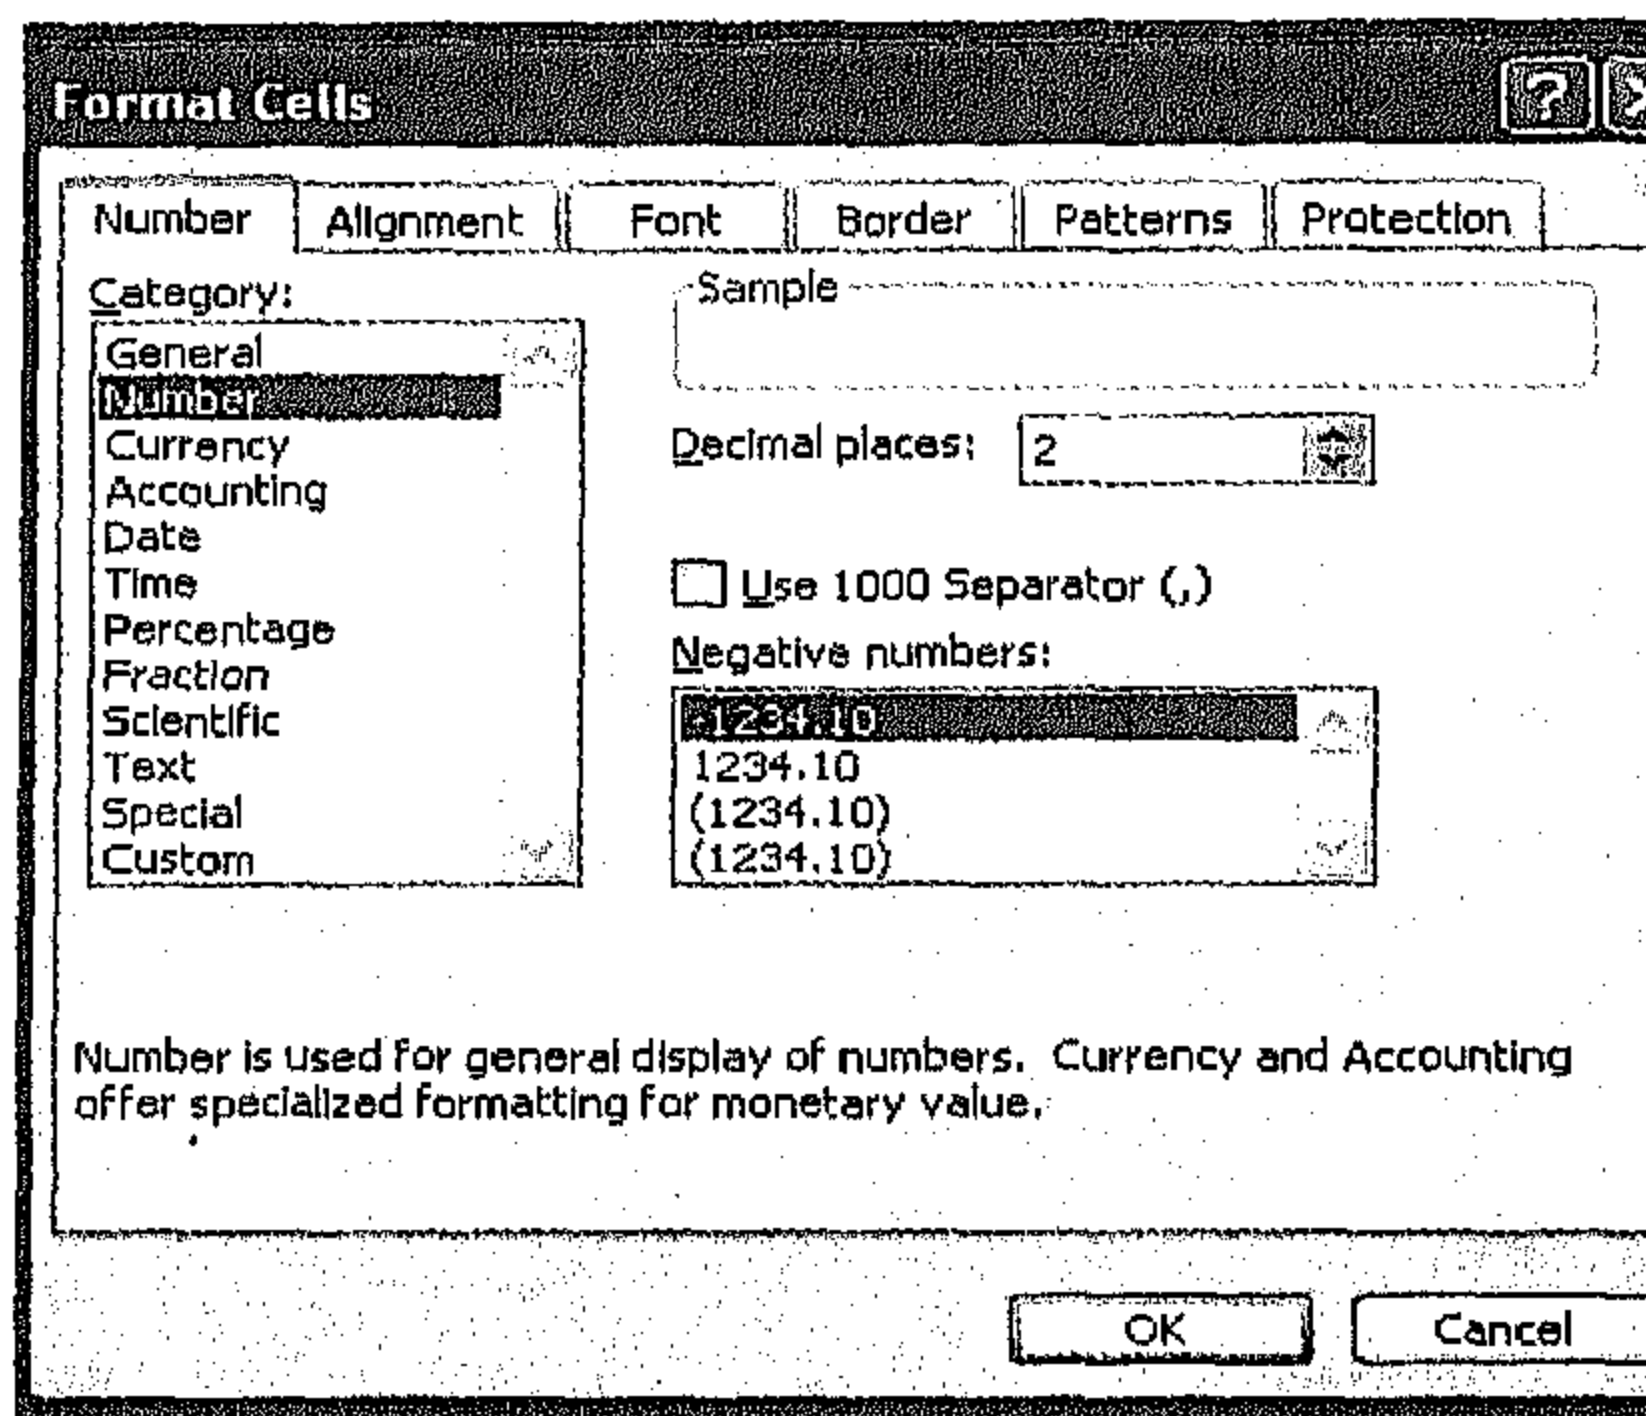 Format Cells
?
Number Alignment Font Border Patterns Protection
Category:
General
Number
Currency
Accounting
Date
Time
Percentage
Fraction
Scientific
Text
Special
Custom
Sample
Decimal places: 2
Use 1000 Separator (,)
Negative numbers:
-1234.10
1234.10
(1234.10)
(1234.10)
Number is used for general display of numbers. Currency and Accounting
offer specialized formatting for monetary value.
OK Cancel